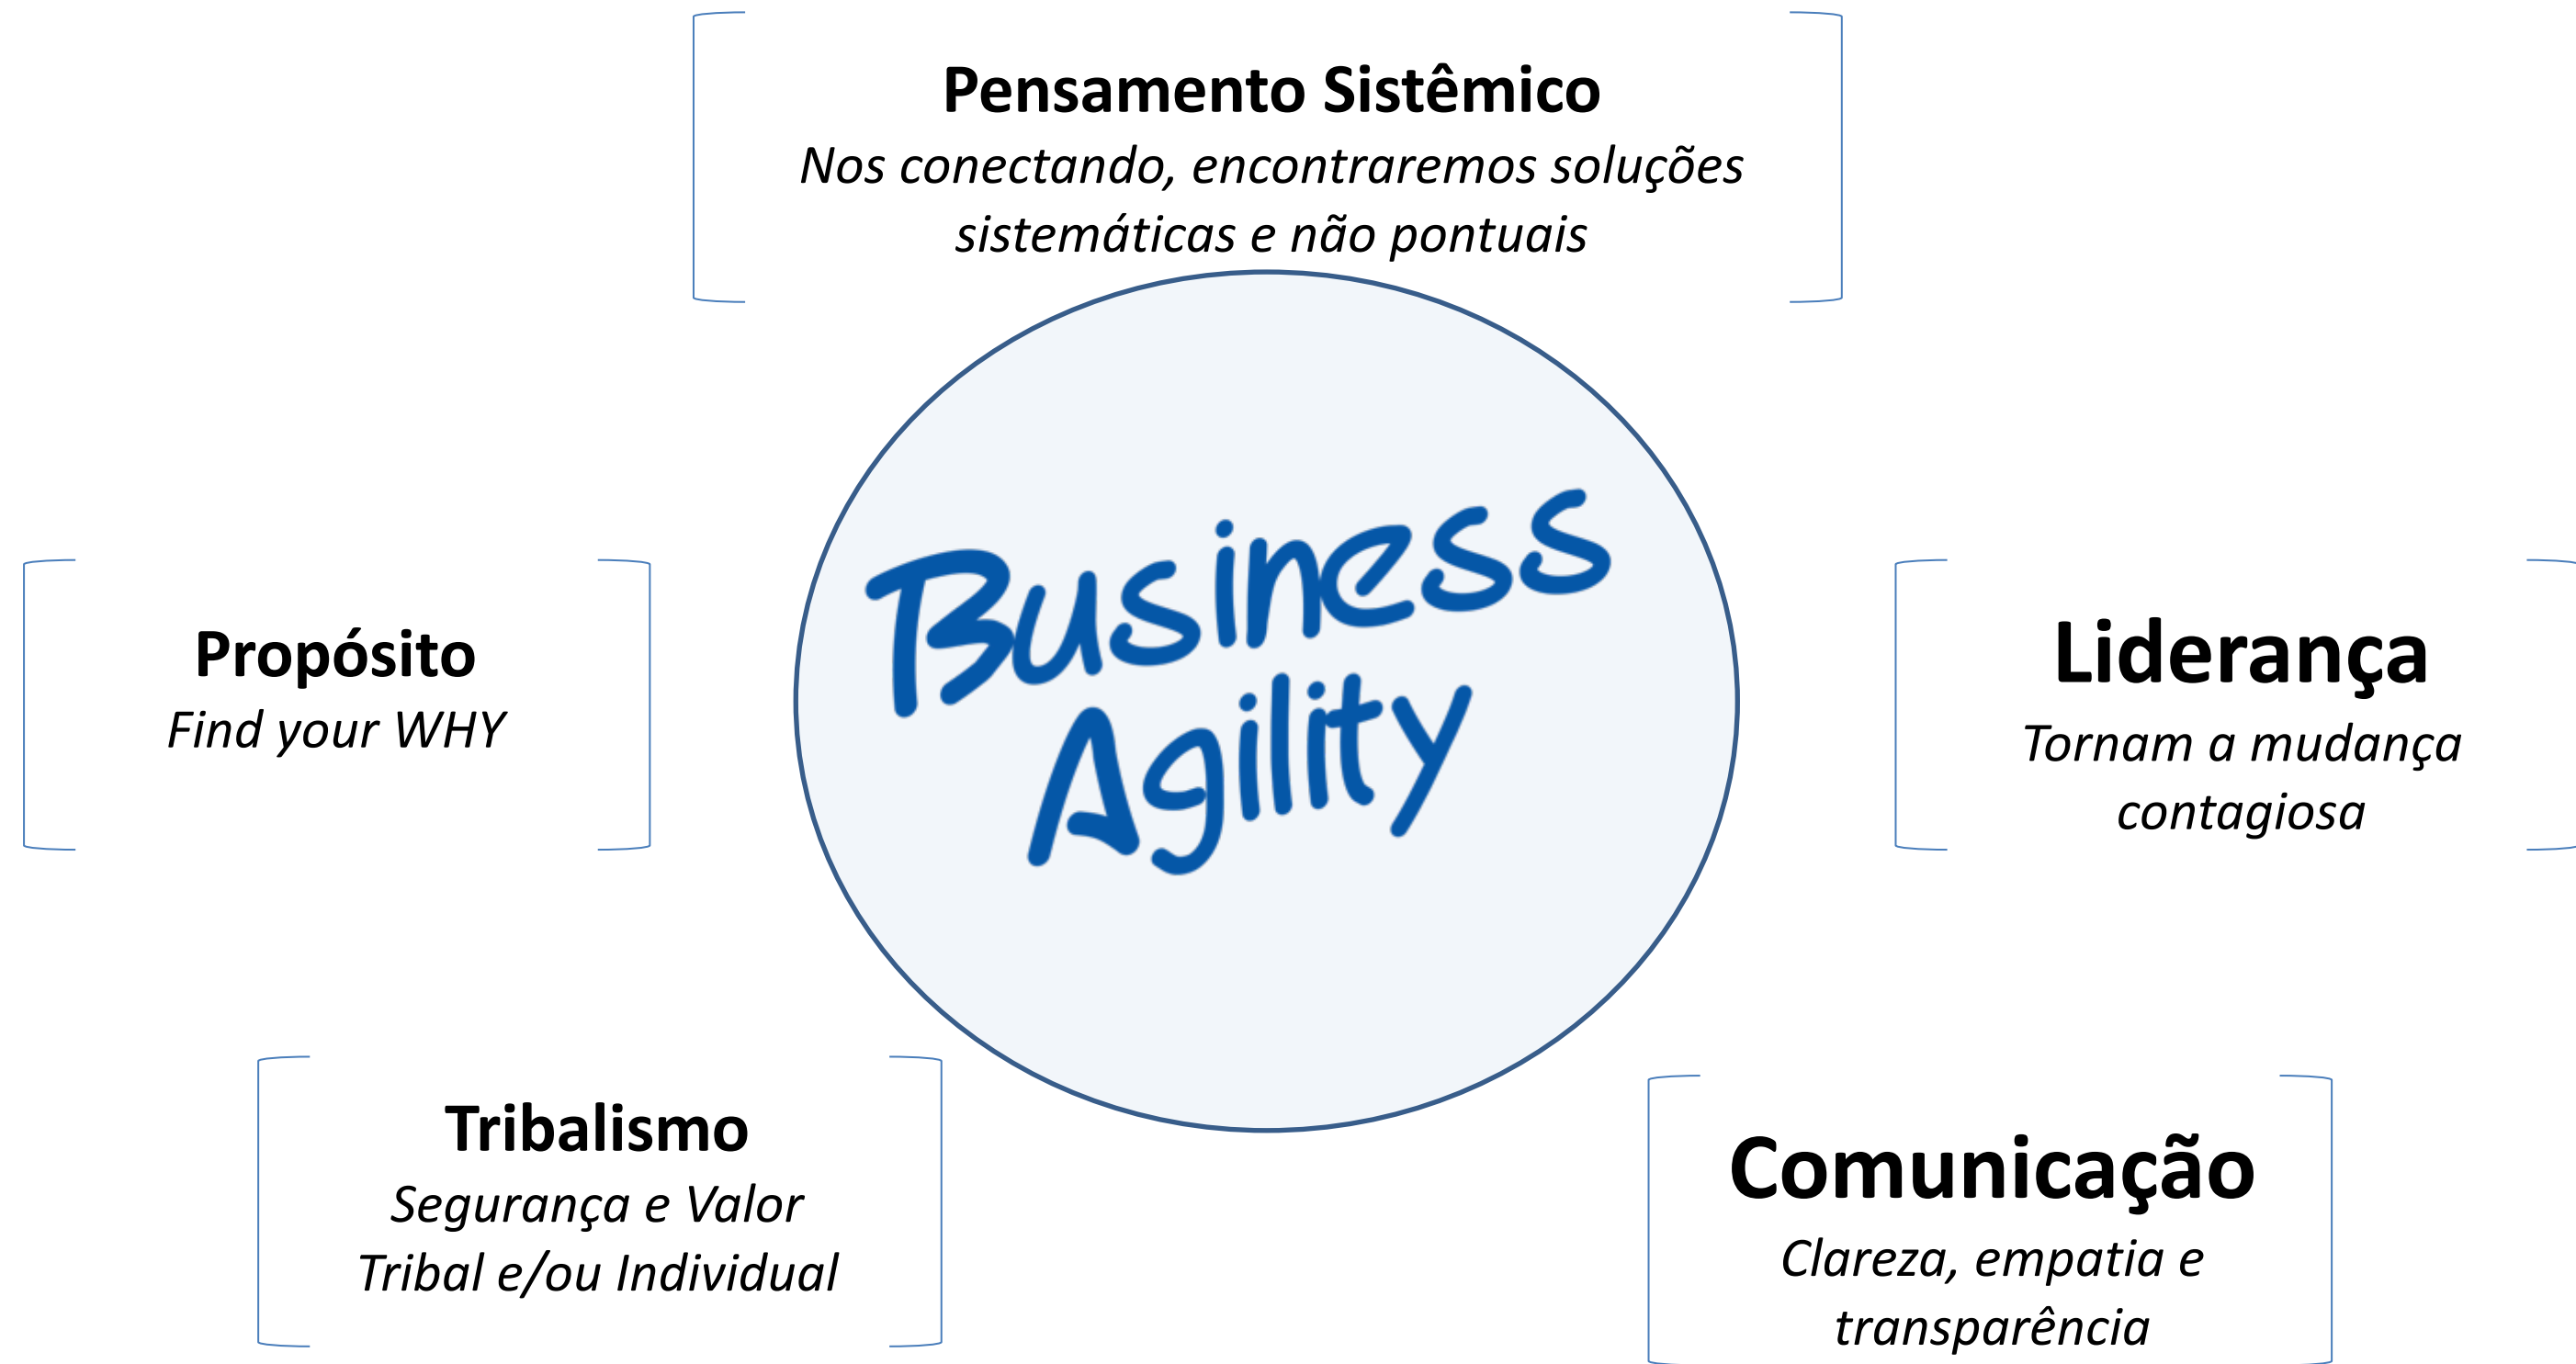 Pensamento Sistêmico
Nos conectando, encontraremos soluções
sistemáticas e não pontuais
Business
Agility
Propósito
Find your WHY
Liderança
Tornam a mudança
contagiosa
Tribalismo
Segurança e Valor
Tribal e/ou Individual
Comunicação
Clareza, empatia e
transparência